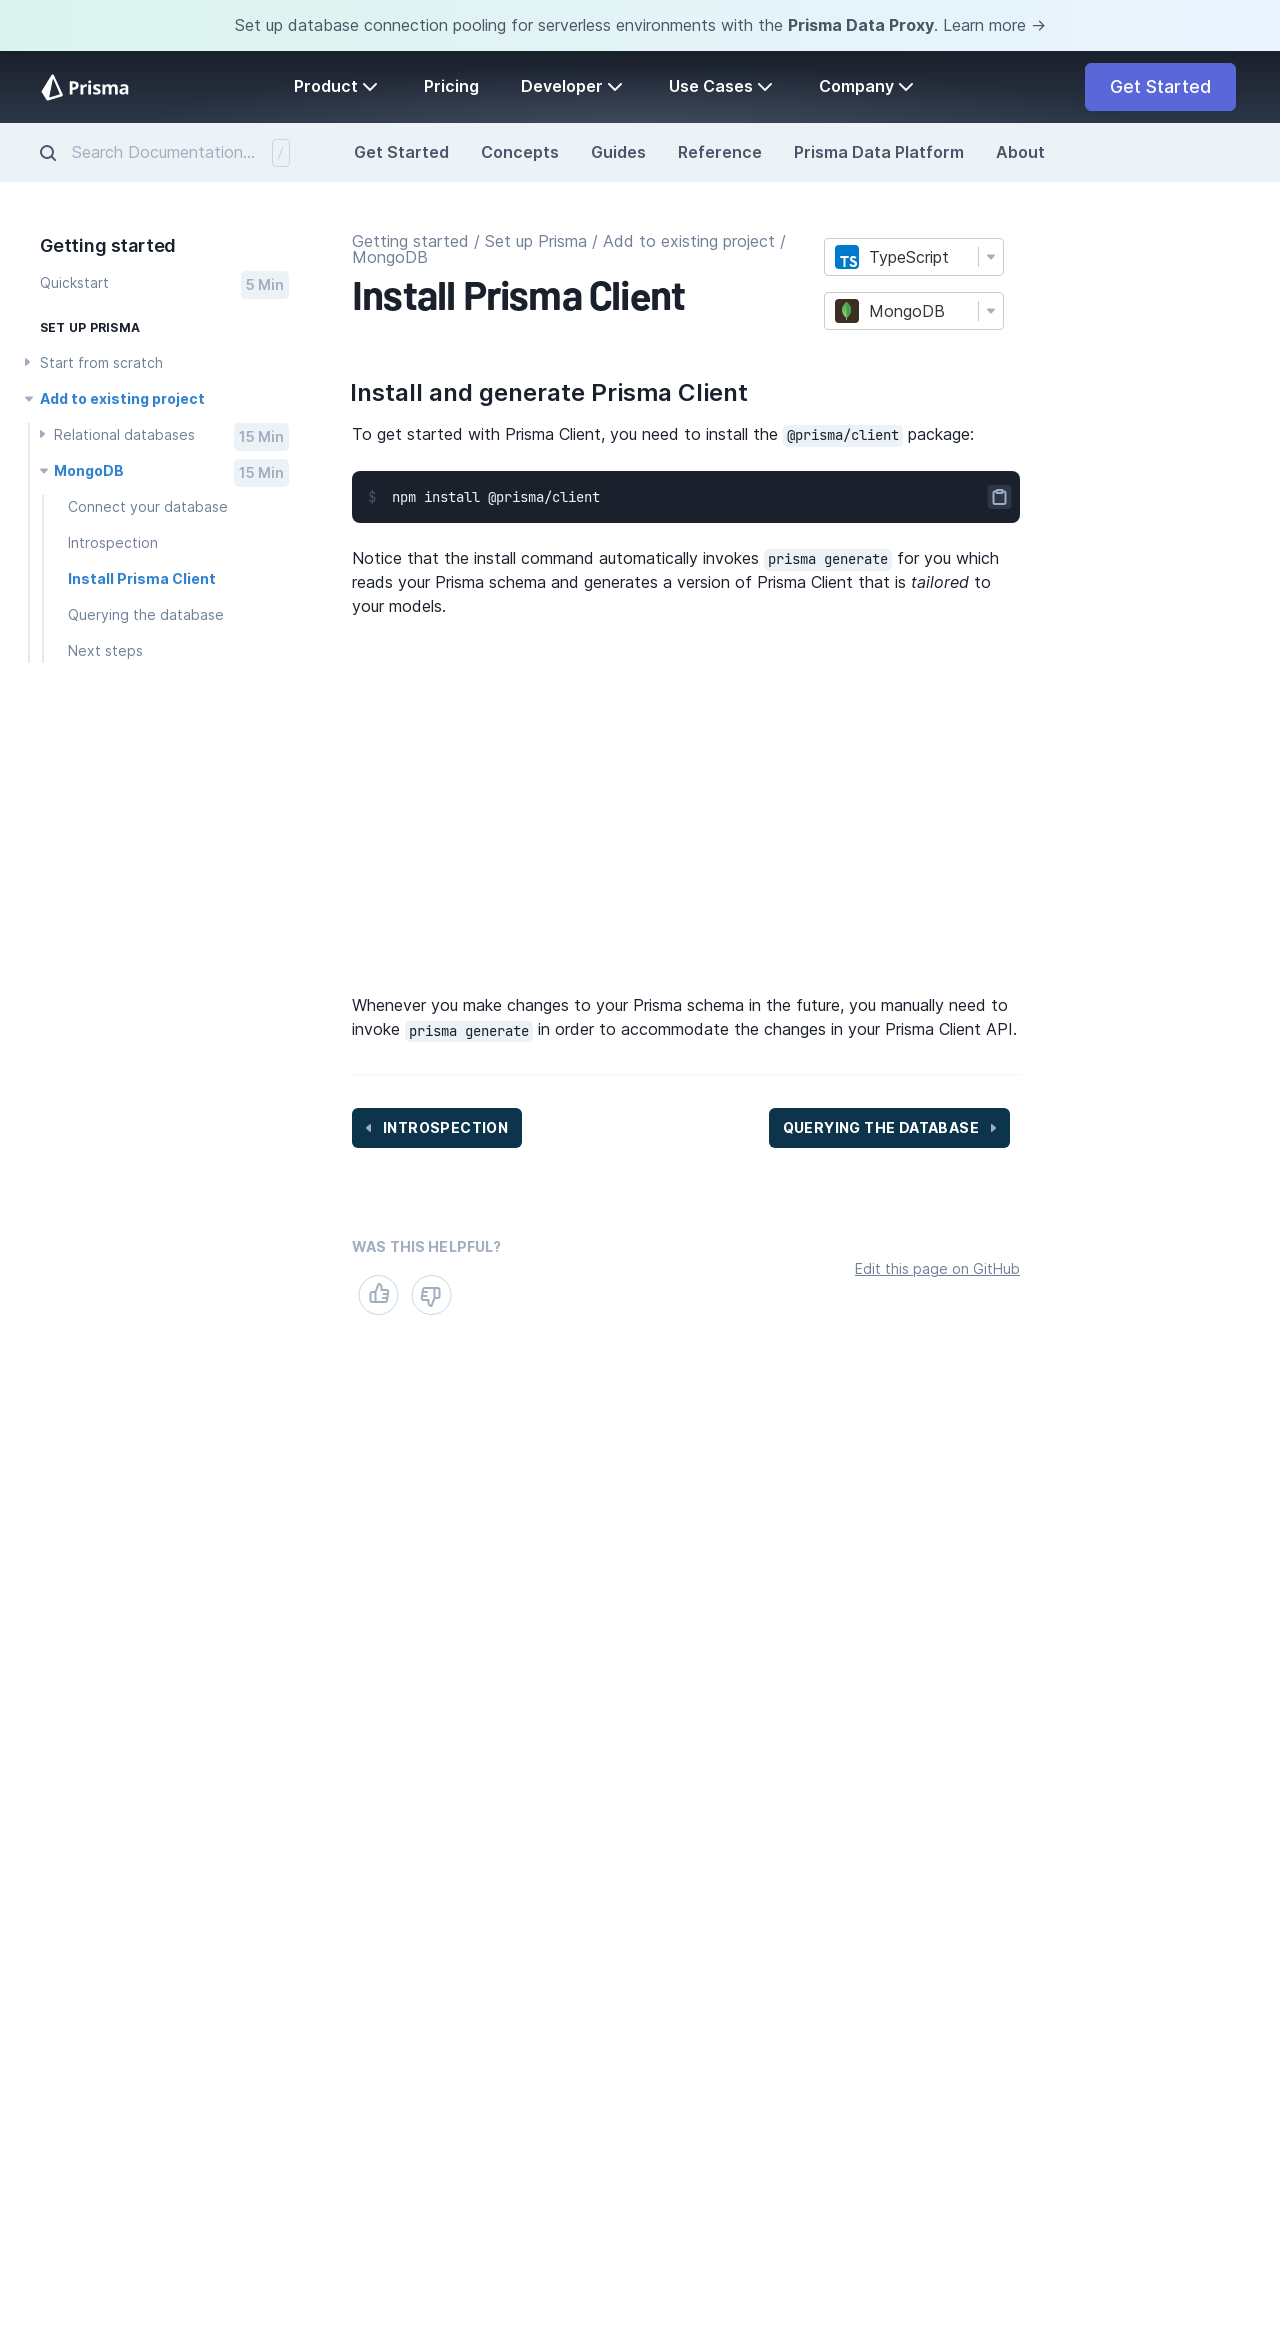 Set up database connection pooling for serverless environments with the Prisma Data Proxy. Learn more →
Prisma
Product
Pricing
Developer
Use Cases
Company
Get Started
Search Documentation...
/
Get Started
Concepts
Guides
Reference
Prisma Data Platform
About
Getting started
Quickstart
5 Min
SET UP PRISMA
Start from scratch
Add to existing project
Relational databases
15 Min
MongoDB
15 Min
Connect your database
Introspection
Install Prisma Client
Querying the database
Next steps
Getting started / Set up Prisma / Add to existing project /
MongoDB
Install Prisma Client
TS TypeScript
MongoDB
Install and generate Prisma Client
To get started with Prisma Client, you need to install the @prisma/client package:
$ npm install @prisma/client
Notice that the install command automatically invokes prisma generate for you which
reads your Prisma schema and generates a version of Prisma Client that is tailored to
your models.
Whenever you make changes to your Prisma schema in the future, you manually need to
invoke prisma generate in order to accommodate the changes in your Prisma Client API.
INTROSPECTION
QUERYING THE DATABASE
WAS THIS HELPFUL?
Edit this page on GitHub